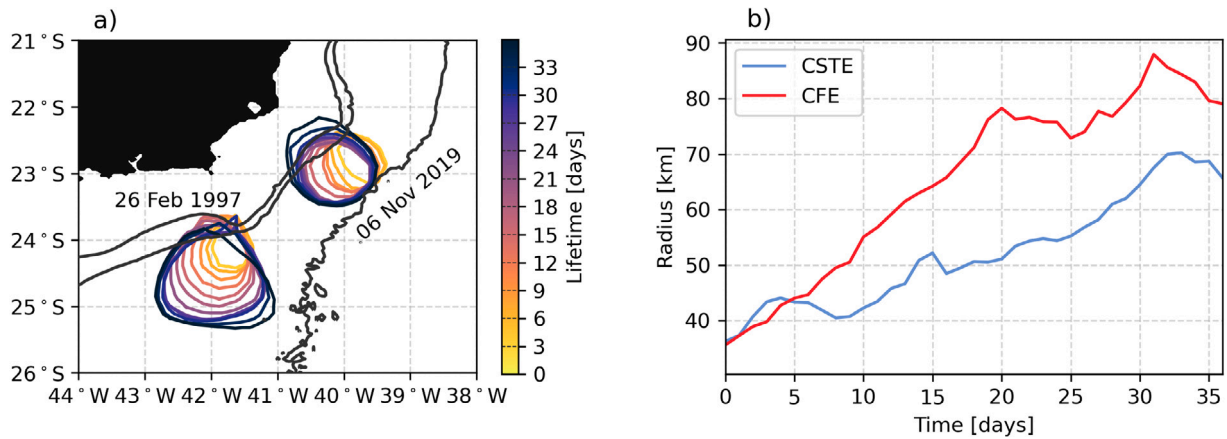 a)
21°S
22°S
23°S
24°S
25°S
26°S
44°W 43°W 42°W 41°W 40°W 39°W 38°W
26 Feb 1997
06 Nov 2019
33
30
27
24
21
18
15
12
9
6
3
0
Lifetime [days]
b)
90
80
70
60
50
40
Radius [km]
CSTE
CFE
0 5 10 15 20 25 30 35
Time [days]